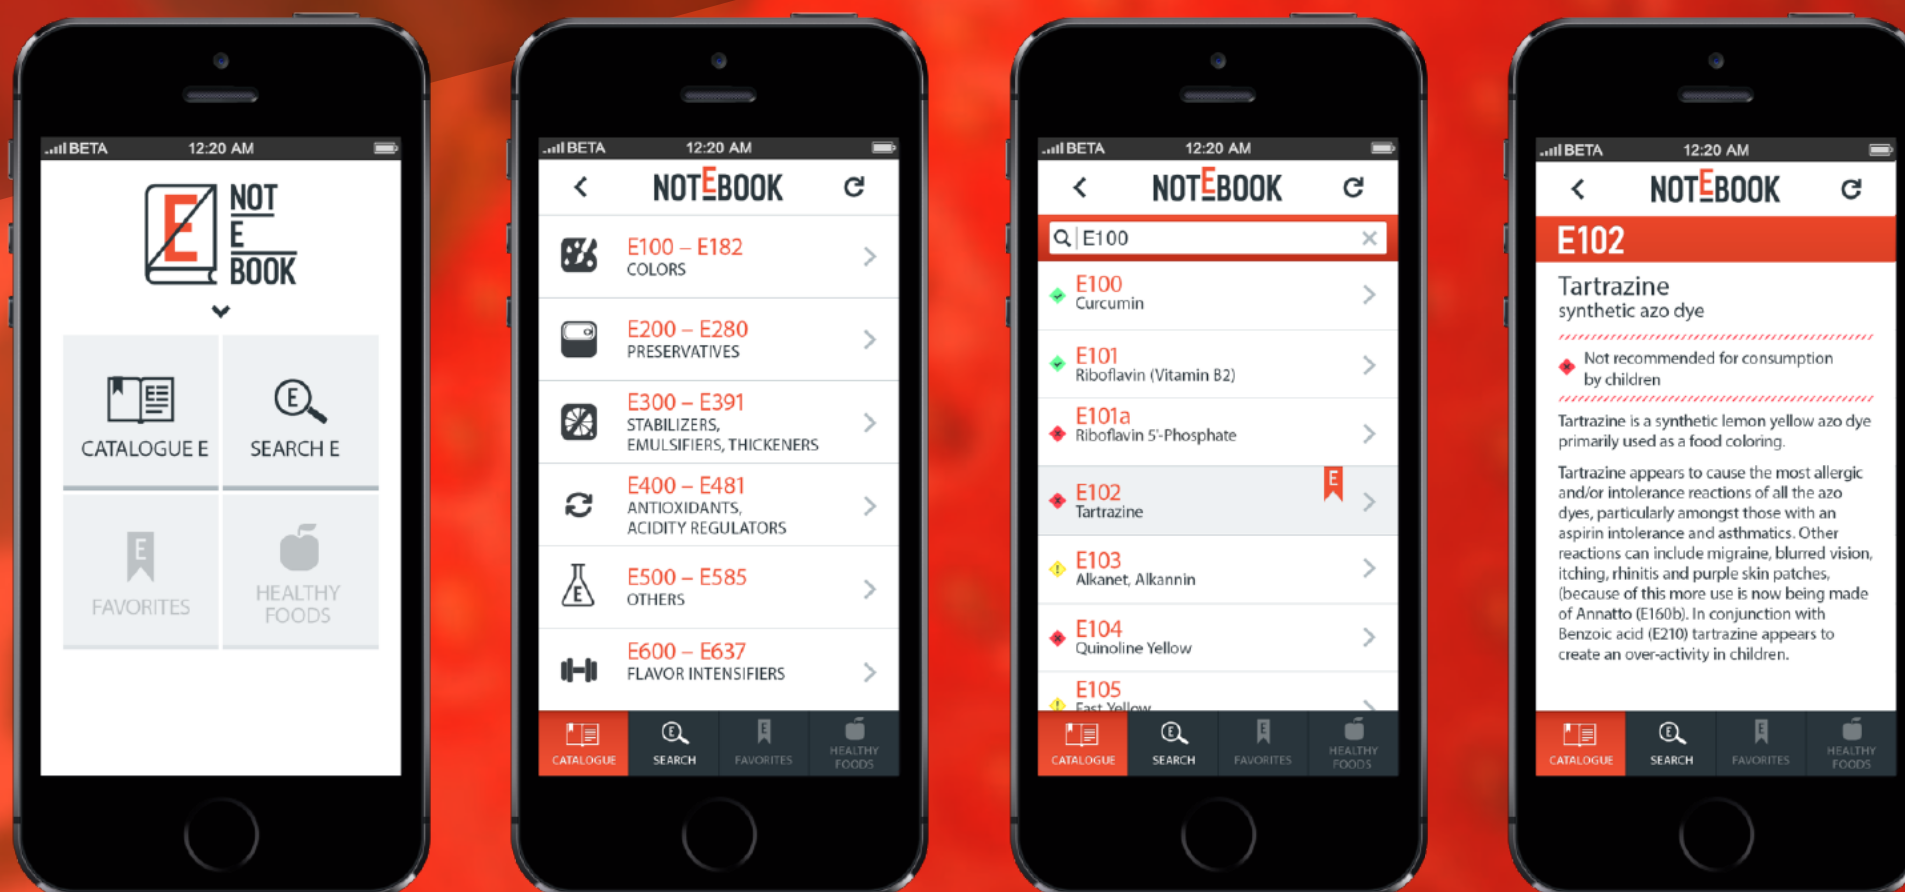 BETA 12:20 AM
E
NOT
E
BOOK
E
CATALOGUE E
E
SEARCH E
E
FAVORITES
HEALTHY
FOODS
BETA 12:20 AM
NOTEBOOK
E100 – E182
COLORS
E200 – E280
PRESERVATIVES
E300 – E391
STABILIZERS,
EMULSIFIERS, THICKENERS
E400 – E481
ANTIOXIDANTS,
ACIDITY REGULATORS
E
E500 – E585
OTHERS
E600 – E637
FLAVOR INTENSIFIERS
CATALOGUE
E
SEARCH
E
FAVORITES
HEALTHY
FOODS
BETA 12:20 AM
NOTEBOOK
E100
E100
Curcumin
E101
Riboflavin (Vitamin B2)
E101a
Riboflavin 5'-Phosphate
E
E102
Tartrazine
E103
Alkanet, Alkannin
E104
Quinoline Yellow
E105
Fast Yellow
CATALOGUE
E
SEARCH
E
FAVORITES
HEALTHY
FOODS
BETA 12:20 AM
NOTEBOOK
E102
Tartrazine
synthetic azo dye
Not recommended for consumption
by children
Tartrazine is a synthetic lemon yellow azo dye
primarily used as a food coloring.
Tartrazine appears to cause the most allergic
and/or intolerance reactions of all the azo
dyes, particularly amongst those with an
aspirin intolerance and asthmatics. Other
reactions can include migraine, blurred vision,
itching, rhinitis and purple skin patches,
(because of this more use is now being made
of Annatto (E160b). In conjunction with
Benzoic acid (E210) tartrazine appears to
create an over-activity in children.
CATALOGUE
E
SEARCH
E
FAVORITES
HEALTHY
FOODS